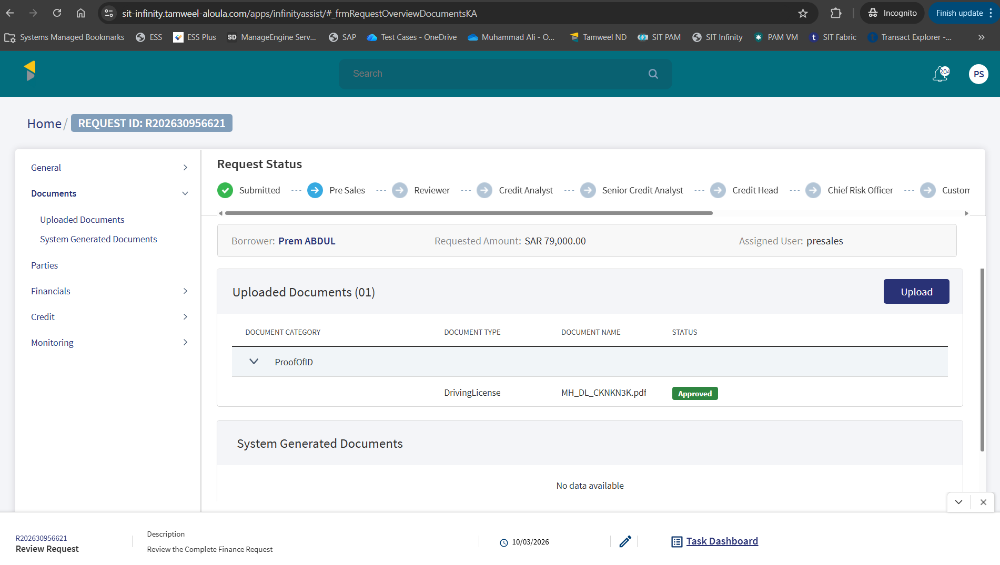 sit-infinity.tamweel-aloula.com/apps/infinityassist/#_frmRequestOverviewDocumentsKA
Incognito
Finish update
Systems Managed Bookmarks
ESS
ESS Plus
SD ManageEngine Serv...
SAP
Test Cases - OneDrive
Muhammad Ali - O...
Tamweel ND
SIT PAM
SIT Infinity
PAM VM
t SIT Fabric
t Transact Explorer -...
Search
204
PS
Home / REQUEST ID: R202630956621
General
Documents
Uploaded Documents
System Generated Documents
Parties
Financials
Credit
Monitoring
Request Status
Submitted
Pre Sales
Reviewer
Credit Analyst
Senior Credit Analyst
Credit Head
Chief Risk Officer
Custom
Borrower: Prem ABDUL
Requested Amount: SAR 79,000.00
Assigned User: presales
Uploaded Documents (01)
Upload
DOCUMENT CATEGORY DOCUMENT TYPE DOCUMENT NAME STATUS
ProofOfID
DrivingLicense MH_DL_CKNKN3K.pdf Approved
System Generated Documents
No data available
R202630956621
Review Request
Description
Review the Complete Finance Request
10/03/2026
Task Dashboard